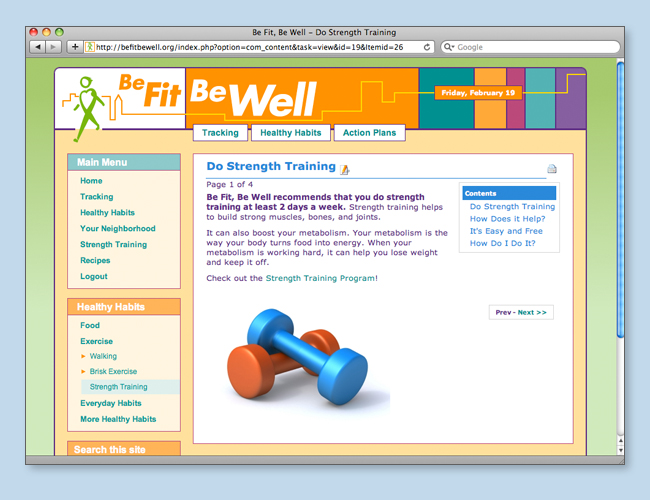 Be Fit, Be Well – Do Strength Training
http://befitbewell.org/index.php?option=com_content&task=view&id=19&Itemid=26
Google
Be Fit Be Well
Friday, February 19
Tracking
Healthy Habits
Action Plans
Main Menu
Home
Tracking
Healthy Habits
Your Neighborhood
Strength Training
Recipes
Logout
Healthy Habits
Food
Exercise
Walking
Brisk Exercise
Strength Training
Everyday Habits
More Healthy Habits
Search this site
Do Strength Training
Page 1 of 4
Be Fit, Be Well recommends that you do strength
training at least 2 days a week. Strength training helps
to build strong muscles, bones, and joints.
It can also boost your metabolism. Your metabolism is the
way your body turns food into energy. When your
metabolism is working hard, it can help you lose weight
and keep it off.
Check out the Strength Training Program!
Contents
Do Strength Training
How Does it Help?
It's Easy and Free
How Do I Do It?
Prev - Next >>